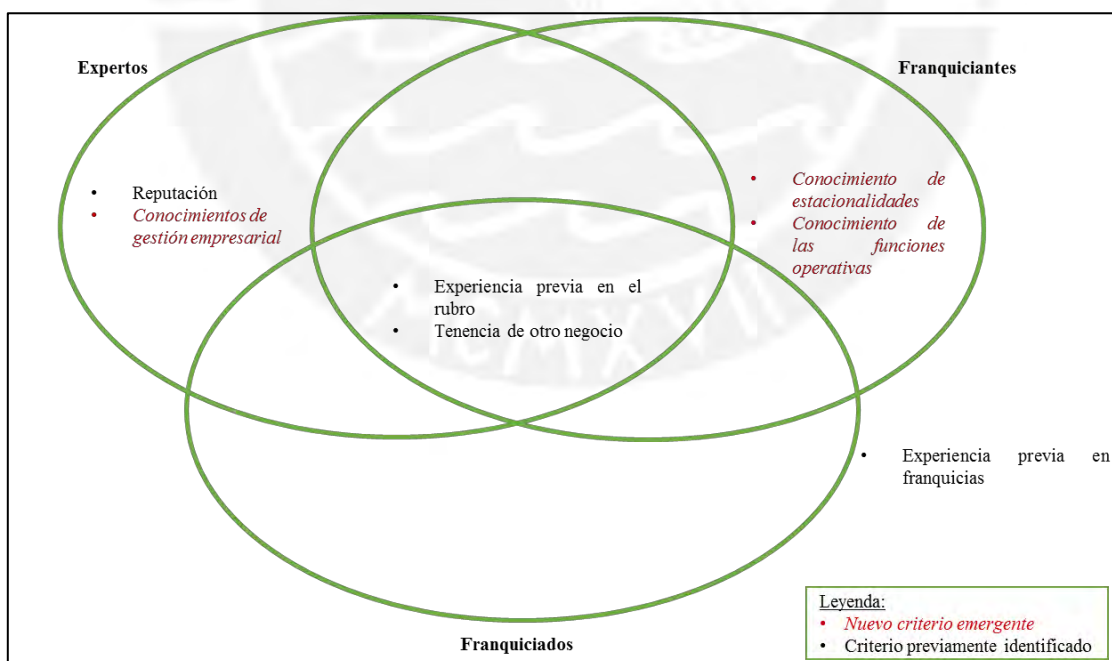 Expertos
Franquiciantes
• Reputación
• Conocimientos de
gestión empresarial
• Conocimiento de
estacionalidades
• Conocimiento de
las funciones
operativas
• Experiencia previa en el
rubro
• Tenencia de otro negocio
• Experiencia previa en
franquicias
Franquiciados
Leyenda:
• Nuevo criterio emergente
• Criterio previamente identificado